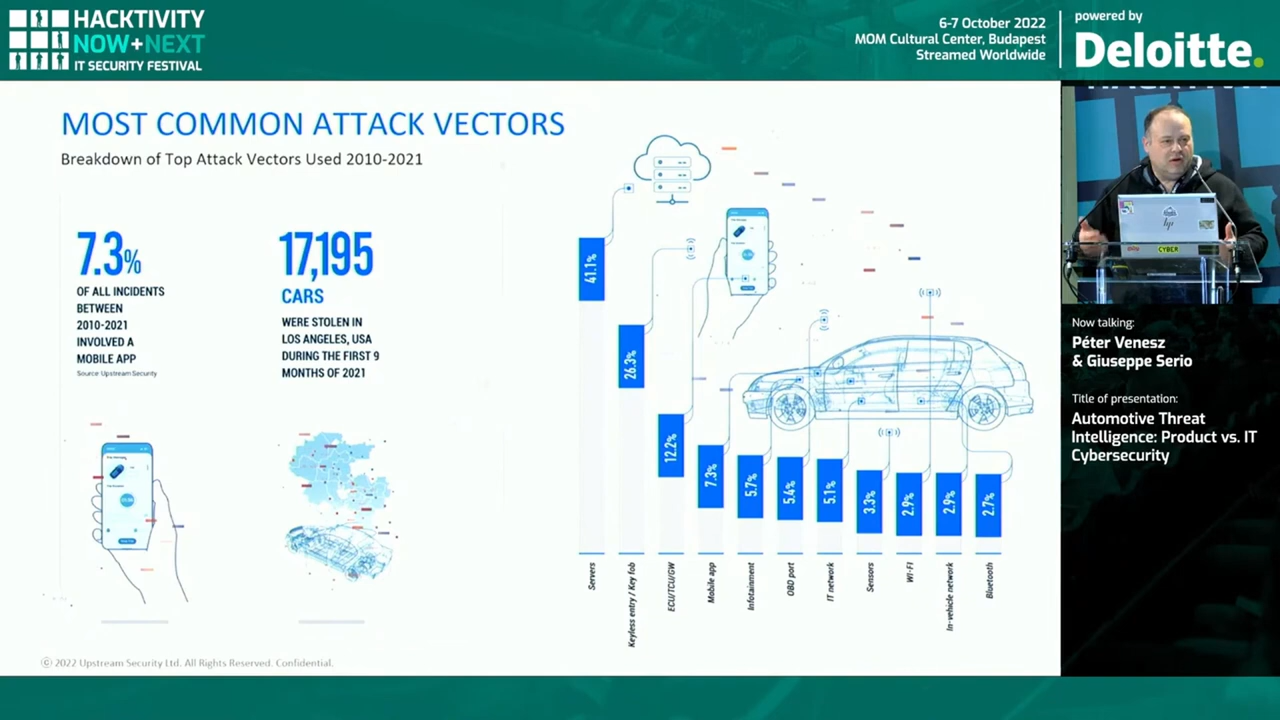 HACKTIVITY
NOW+NEXT
IT SECURITY FESTIVAL
6-7 October 2022
MOM Cultural Center, Budapest
Streamed Worldwide
powered by
Deloitte.
MOST COMMON ATTACK VECTORS
Breakdown of Top Attack Vectors Used 2010-2021
7.3%
OF ALL INCIDENTS
BETWEEN
2010-2021
INVOLVED A
MOBILE APP
Source Upstream Security
17,195
CARS
WERE STOLEN IN
LOS ANGELES, USA
DURING THE FIRST 9
MONTHS OF 2021
41.1%
26.3%
12.2%
7.3%
5.7%
5.4%
5.1%
3.3%
2.9%
2.9%
2.7%
Servers
Keyless entry / Key fob
ECU/TCU/GW
Mobile app
Infotainment
OBD port
IT network
Sensors
WI-FI
In-vehicle network
Bluetooth
© 2022 Upstream Security Ltd. All Rights Reserved. Confidential.
hp
CYBER
Now talking:
Péter Venesz
& Giuseppe Serio
Title of presentation:
Automotive Threat
Intelligence: Product vs. IT
Cybersecurity